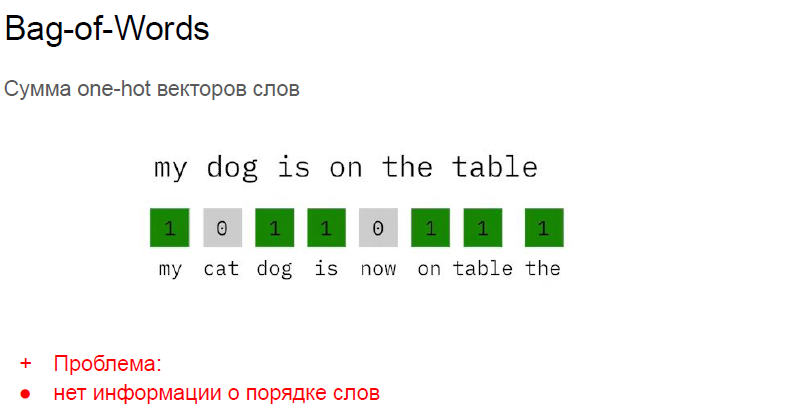 Bag-of-Words
Сумма one-hot векторов слов
my dog is on the table
1 0 1 1 0 1 1 1
my cat dog is now on table the
+ Проблема:
● нет информации о порядке слов